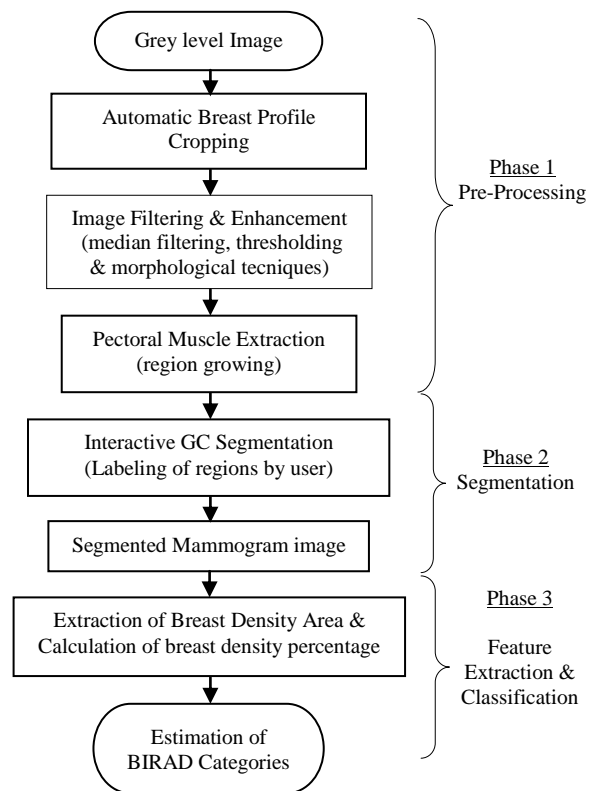 Grey level Image
Automatic Breast Profile
Cropping
Image Filtering & Enhancement
(median filtering, thresholding
& morphological tecniques)
Pectoral Muscle Extraction
(region growing)
Phase 1
Pre-Processing
Interactive GC Segmentation
(Labeling of regions by user)
Segmented Mammogram image
Phase 2
Segmentation
Extraction of Breast Density Area &
Calculation of breast density percentage
Estimation of
BIRAD Categories
Phase 3
Feature
Extraction &
Classification